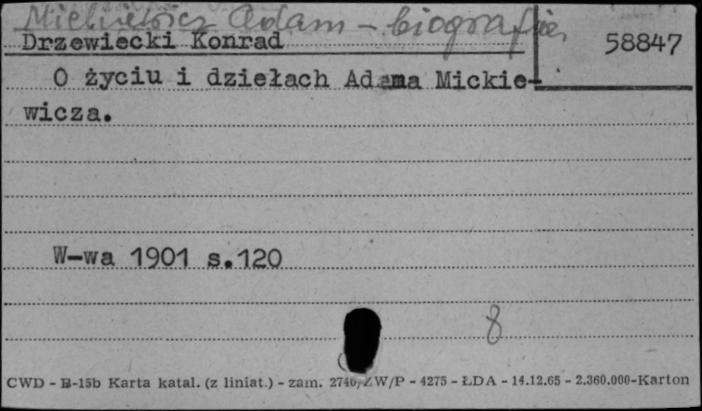 Mickiewicz Adam - biografie
Drzewiecki Konrad
58847
O życiu i dziełach Adama Mickie-
wicza.
W-wa 1901 s.120
8
CWD - B-15b Karta katal. (z liniat.) - zam. 2740/ZW/P - 4275 - ŁDA - 14.12.65 - 2.360.000-Karton